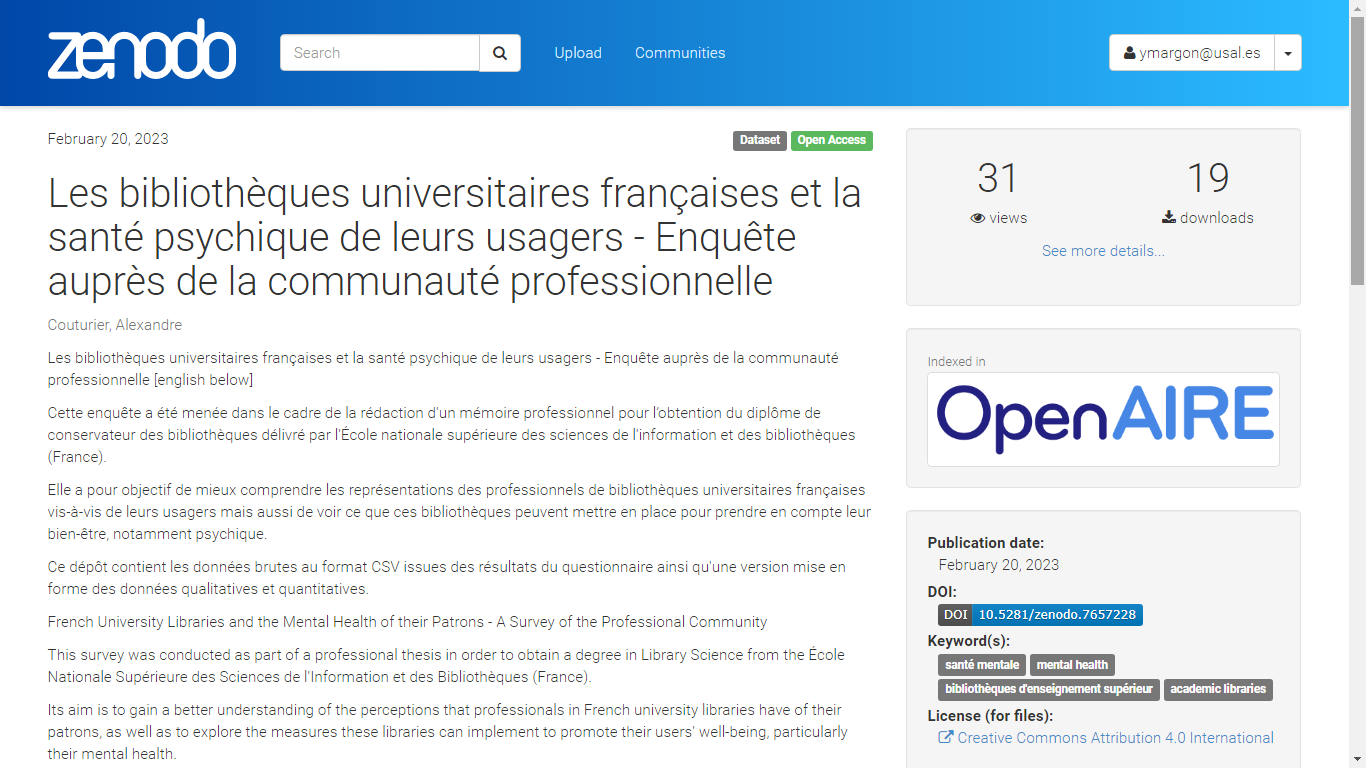 zenodo
Search
Upload
Communities
ymargon@usal.es
February 20, 2023
Dataset
Open Access
Les bibliothèques universitaires françaises et la
santé psychique de leurs usagers - Enquête
auprès de la communauté professionnelle
Couturier, Alexandre
Les bibliothèques universitaires françaises et la santé psychique de leurs usagers - Enquête auprès de la communauté
professionnelle [english below]
Cette enquête a été menée dans le cadre de la rédaction d'un mémoire professionnel pour l'obtention du diplôme de
conservateur des bibliothèques délivré par l'École nationale supérieure des sciences de l'information et des bibliothèques
(France).
Elle a pour objectif de mieux comprendre les représentations des professionnels de bibliothèques universitaires françaises
vis-à-vis de leurs usagers mais aussi de voir ce que ces bibliothèques peuvent mettre en place pour prendre en compte leur
bien-être, notamment psychique.
Ce dépôt contient les données brutes au format CSV issues des résultats du questionnaire ainsi qu'une version mise en
forme des données qualitatives et quantitatives.
French University Libraries and the Mental Health of their Patrons - A Survey of the Professional Community
This survey was conducted as part of a professional thesis in order to obtain a degree in Library Science from the École
Nationale Supérieure des Sciences de l'Information et des Bibliothèques (France).
Its aim is to gain a better understanding of the perceptions that professionals in French university libraries have of their
patrons, as well as to explore the measures these libraries can implement to promote their users' well-being, particularly
their mental health.
31
views
19
downloads
See more details...
Indexed in
OpenAIRE
Publication date:
February 20, 2023
DOI:
DOI 10.5281/zenodo.7657228
Keyword(s):
santé mentale mental health
bibliothèques d'enseignement supérieur academic libraries
License (for files):
Creative Commons Attribution 4.0 International